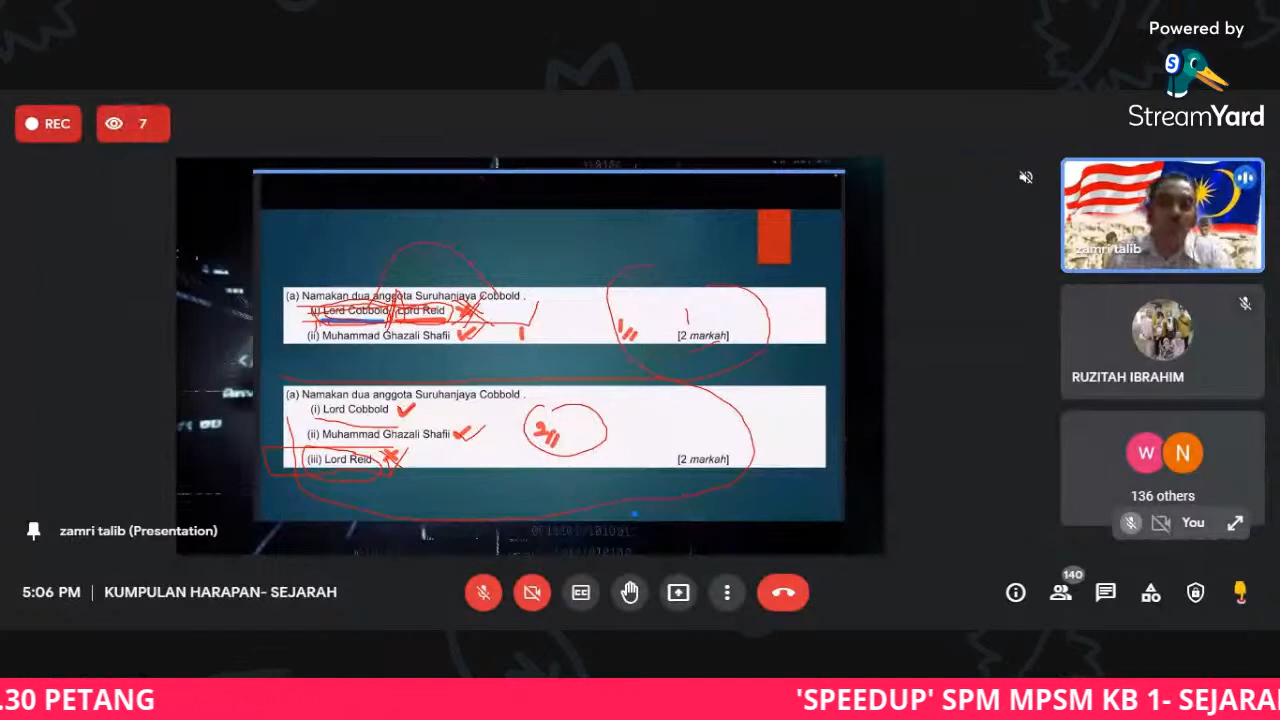 Powered by
S
StreamYard
REC
7
(a) Namakan dua anggota Suruhanjaya Cobbold .
(i) Lord Cobbold / Lord Reid
(ii) Muhammad Ghazali Shafii
1
1
[2 markah]
(a) Namakan dua anggota Suruhanjaya Cobbold .
(i) Lord Cobbold
(ii) Muhammad Ghazali Shafii
(iii) Lord Reid
[2 markah]
zamri talib
RUZITAH IBRAHIM
W
N
136 others
You
zamri talib (Presentation)
5:06 PM
KUMPULAN HARAPAN- SEJARAH
CC
140
.30 PETANG
'SPEEDUP' SPM MPSM KB 1- SEJARA